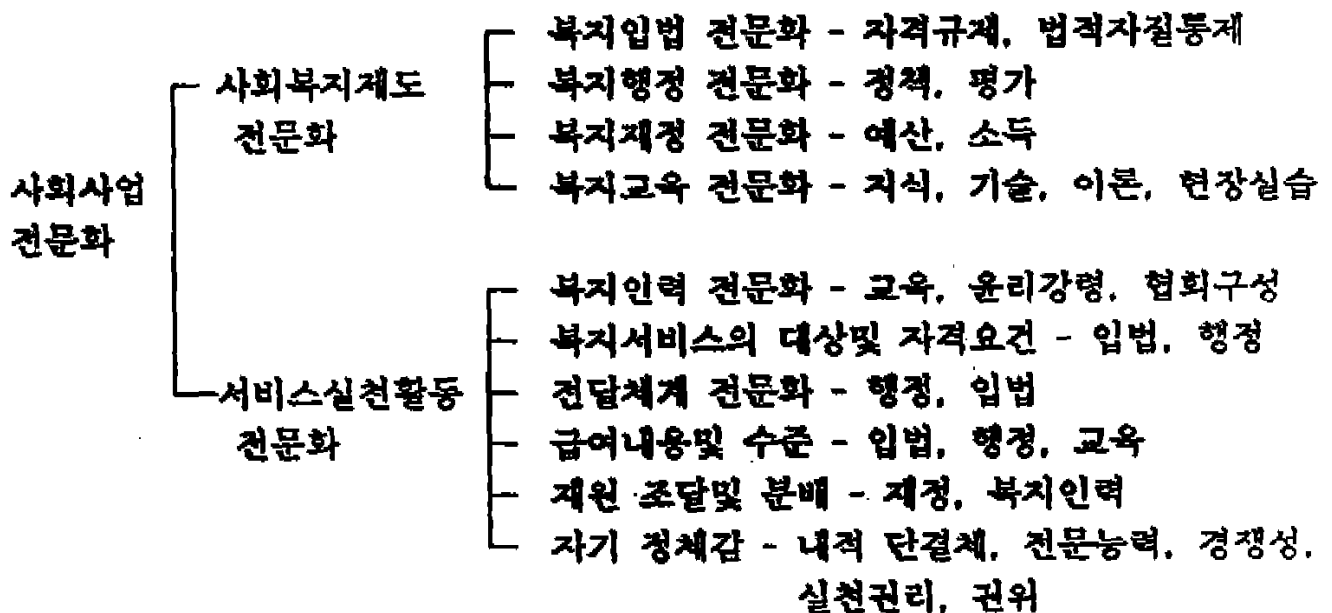 복지입법 전문화 - 자격규제, 법적자질통제
사회복지제도
전문화
복지행정 전문화 - 정책, 평가
복지재정 전문화 - 예산, 소득
복지교육 전문화 - 지식, 기술, 이론, 현장실습
사회사업
전문화
복지인력 전문화 - 교육, 윤리강령, 협회구성
복지서비스의 대상및 자격요건 - 입법, 행정
서비스실천활동
전문화
전달체계 전문화 - 행정, 입법
급여내용및 수준 - 입법, 행정, 교육
재원 조달및 분배 - 재정, 복지인력
자기 정체감 - 내적 단결체, 전문능력, 경쟁성,
실천권리, 권위